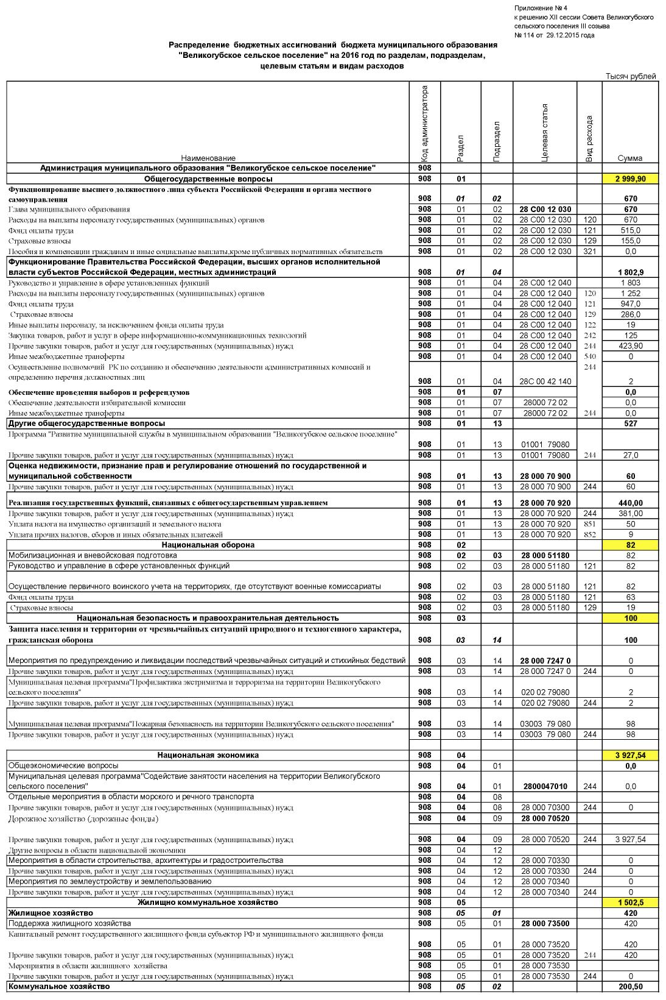 Приложение № 4
к решению XII сессии Совета Великогубского
сельского поселения III созыва
№ 114 от 29.12.2015 года
Распределение бюджетных ассигнований бюджета муниципального образования
"Великогубское сельское поселение" на 2016 год по разделам, подразделам,
целевым статьям и видам расходов
Тысяч рублей
Наименование Код администратора Раздел Подраздел Целевая статья Вид расхода Сумма
Администрация муниципального образования "Великогубское сельское поселение" 908
Общегосударственные вопросы 908 01 2 999,90
Функционирование высшего должностного лица субъекта Российской Федерации и органа местного
самоуправления 908 01 02 670
Глава муниципального образования 908 01 02 28 С00 12 030 670
Расходы на выплаты персоналу государственных (муниципальных) органов 908 01 02 28 С00 12 030 120 670
Фонд оплаты труда 908 01 02 28 С00 12 030 121 515,0
Страховые взносы 908 01 02 28 С00 12 030 129 155,0
Пособия и компенсации гражданам и иные социальные выплаты,кроме публичных нормативных обязательств 908 01 02 28 С00 12 030 321 0,0
Функционирование Правительства Российской Федерации, высших органов исполнительной
власти субъектов Российской Федерации, местных администраций 908 01 04 1 802,9
Руководство и управление в сфере установленных функций 908 01 04 28 С00 12 040 1 803
Расходы на выплаты персоналу государственных (муниципальных) органов 908 01 04 28 С00 12 040 120 1 252
Фонд оплаты труда 908 01 04 28 С00 12 040 121 947,0
Страховые взносы 908 01 04 28 С00 12 040 129 286,0
Иные выплаты персоналу, за исключением фонда оплаты труда 908 01 04 28 С00 12 040 122 19
Закупка товаров, работ и услуг в сфере информационно-коммуникационных технологий 908 01 04 28 С00 12 040 242 125
Прочие закупки товаров, работ и услуг для государственных (муниципальных) нужд 908 01 04 28 С00 12 040 244 423,90
Иные межбюджетные трансферты 908 01 04 28 С00 12 040 540 0
Осуществление полномочий РК по созданию и обеспечению деятельности административных комиссий и 244
определению перечня должностных лиц 908 01 04 28С 00 42 140 2
Обеспечение проведения выборов и референдумов 908 01 07 0,0
Обеспечение деятельности избирательной комиссии 908 01 07 28000 72 02 0,0
Иные межбюджетные трансферты 908 01 07 28000 72 02 244 0,0
Другие общегосударственные вопросы 908 01 13 527
Программа "Развитие муниципальной службы в муниципальном образовании "Великогубское сельское поселение"
908 01 13 01001 79080
Прочие закупки товаров, работ и услуг для государственных (муниципальных) нужд 908 01 13 01001 79080 244 27,0
Оценка недвижимости, признание прав и регулирование отношений по государственной и
муниципальной собственности 908 01 13 28 000 70 900 60
Прочие закупки товаров, работ и услуг для государственных (муниципальных) нужд 908 01 13 28 000 70 900 244 60
Реализация государственных функций, связанных с общегосударственным управлением 908 01 13 28 000 70 920 440,00
Прочие закупки товаров, работ и услуг для государственных (муниципальных) нужд 908 01 13 28 000 70 920 244 381,00
Уплата налога на имущество организаций и земельного налога 908 01 13 28 000 70 920 851 50
Уплата прочих налогов, сборов и иных обязательных платежей 908 01 13 28 000 70 920 852 9
Национальная оборона 908 02 82
Мобилизационная и вневойсковая подготовка 908 02 03 28 000 51180 82
Руководство и управление в сфере установленных функций 908 02 03 28 000 51180 121 82
Осуществление первичного воинского учета на территориях, где отсутствуют военные комиссариаты 908 02 03 28 000 51180 121 82
Фонд оплаты труда 908 02 03 28 000 51180 121 63
Страховые взносы 908 02 03 28 000 51180 129 19
Национальная безопасность и правоохранительная деятельность 908 03 100
Защита населения и территории от чрезвычайных ситуаций природного и техногенного характера,
гражданская оборона 908 03 14 100
Мероприятия по предупреждению и ликвидации последствий чрезвычайных ситуаций и стихийных бедствий 908 03 14 28 000 7247 0 0
Прочие закупки товаров, работ и услуг для государственных (муниципальных) нужд 908 03 14 28 000 7247 0 244 0
Муниципальная целевая программа"Профилактика экстримизма и терроризма на территории Великогубского
сельского поселения" 908 03 14 020 02 79080 2
Прочие закупки товаров, работ и услуг для государственных (муниципальных) нужд 908 03 14 020 02 79080 244 2
Муниципальная целевая программа"Пожарная безопасность на территории Великогубского сельского поселения" 908 03 14 03003 79 080 98
Прочие закупки товаров, работ и услуг для государственных (муниципальных) нужд 908 03 14 03003 79 080 244 98
Национальная экономика 908 04 3 927,54
Общеэкономические вопросы 908 04 01 0,0
Муниципальная целевая программа"Содействие занятости населения на территории Великогубского
сельского поселения" 908 04 01 2800047010 244 0,0
Отдельные мероприятия в области морского и речного транспорта 908 04 08
Прочие закупки товаров, работ и услуг для государственных (муниципальных) нужд 908 04 08 28 000 70300 244 0
Дорожное хозяйство (дорожные фонды) 908 04 09 28 000 70520
Прочие закупки товаров, работ и услуг для государственных (муниципальных) нужд 908 04 09 28 000 70520 244 3 927,54
Другие вопросы в области национальной экономики 908 04 12
Мероприятия в области строительства, архитектуры и градостроительства 908 04 12 28 000 70330 0
Прочие закупки товаров, работ и услуг для государственных (муниципальных) нужд 908 04 12 28 000 70330 244 0
Мероприятия по землеустройству и землепользованию 908 04 12 28 000 70340 0
Прочие закупки товаров, работ и услуг для государственных (муниципальных) нужд 908 04 12 28 000 70340 244 0
Жилищно коммунальное хозяйство 908 05 1 502,5
Жилищное хозяйство 908 05 01 420
Поддержка жилищного хозяйства 908 05 01 28 000 73500 420
Капитальный ремонт государственного жилищного фонда субъектор РФ и муниципального жилищного фонда
908 05 01 28 000 73520 420
Прочие закупки товаров, работ и услуг для государственных (муниципальных) нужд 908 05 01 28 000 73520 244 420
Мероприятия в области жилищного хозяйства 908 05 01 28 000 73530
Прочие закупки товаров, работ и услуг для государственных (муниципальных) нужд 908 05 01 28 000 73530 244 0
Коммунальное хозяйство 908 05 02 200,50